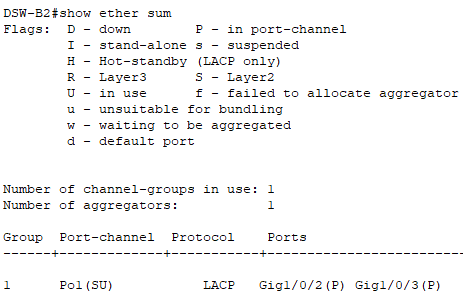 DSW-B2#show ether sum
Flags:  D - down        P - in port-channel
        I - stand-alone s - suspended
        H - Hot-standby (LACP only)
        R - Layer3      S - Layer2
        U - in use      f - failed to allocate aggregator
        u - unsuitable for bundling
        w - waiting to be aggregated
        d - default port
Number of channel-groups in use: 1
Number of aggregators:           1
Group  Port-channel  Protocol    Ports
------+-------------+-----------+-------------------------
1      Po1(SU)           LACP   Gig1/0/2(P) Gig1/0/3(P)